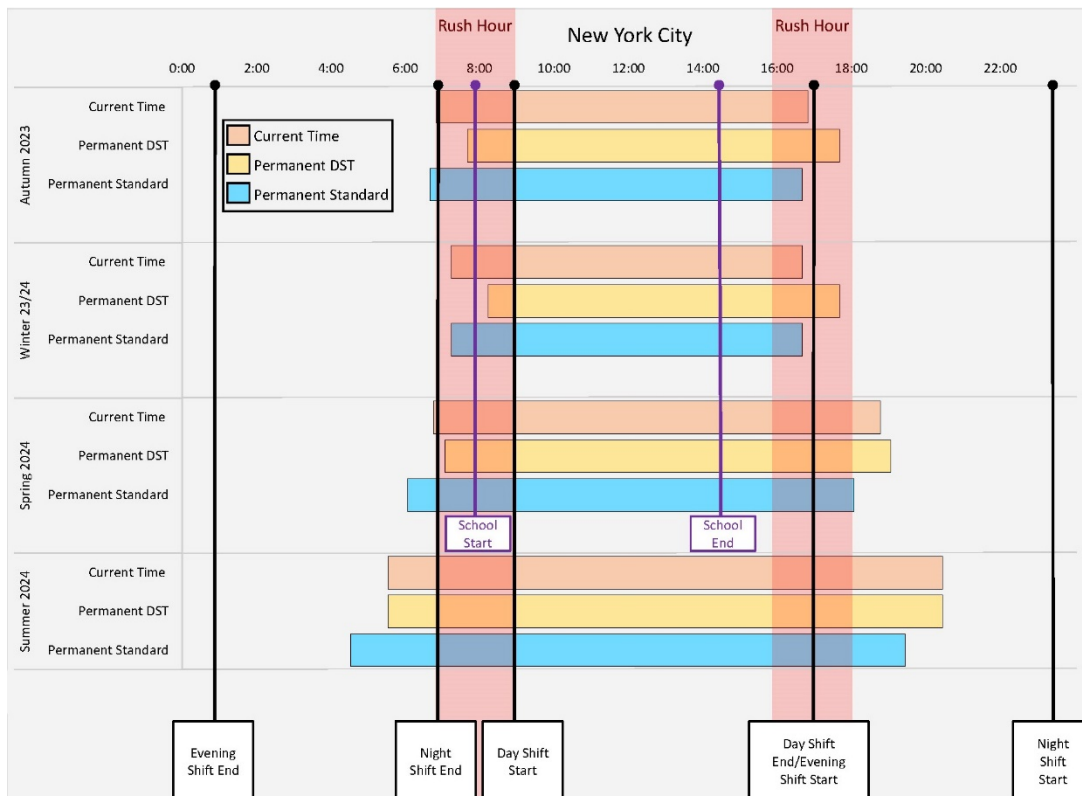 Rush Hour
New York City
Rush Hour
0:00 2:00 4:00 6:00 8:00 10:00 12:00 14:00 16:00 18:00 20:00 22:00
Autumn 2023
Current Time
Permanent DST
Permanent Standard
Current Time
Permanent DST
Permanent Standard
Winter 23/24
Current Time
Permanent DST
Permanent Standard
Spring 2024
Current Time
Permanent DST
Permanent Standard
School
Start
School
End
Summer 2024
Current Time
Permanent DST
Permanent Standard
Evening
Shift End
Night
Shift End
Day Shift
Start
Day Shift
End/Evening
Shift Start
Night
Shift
Start